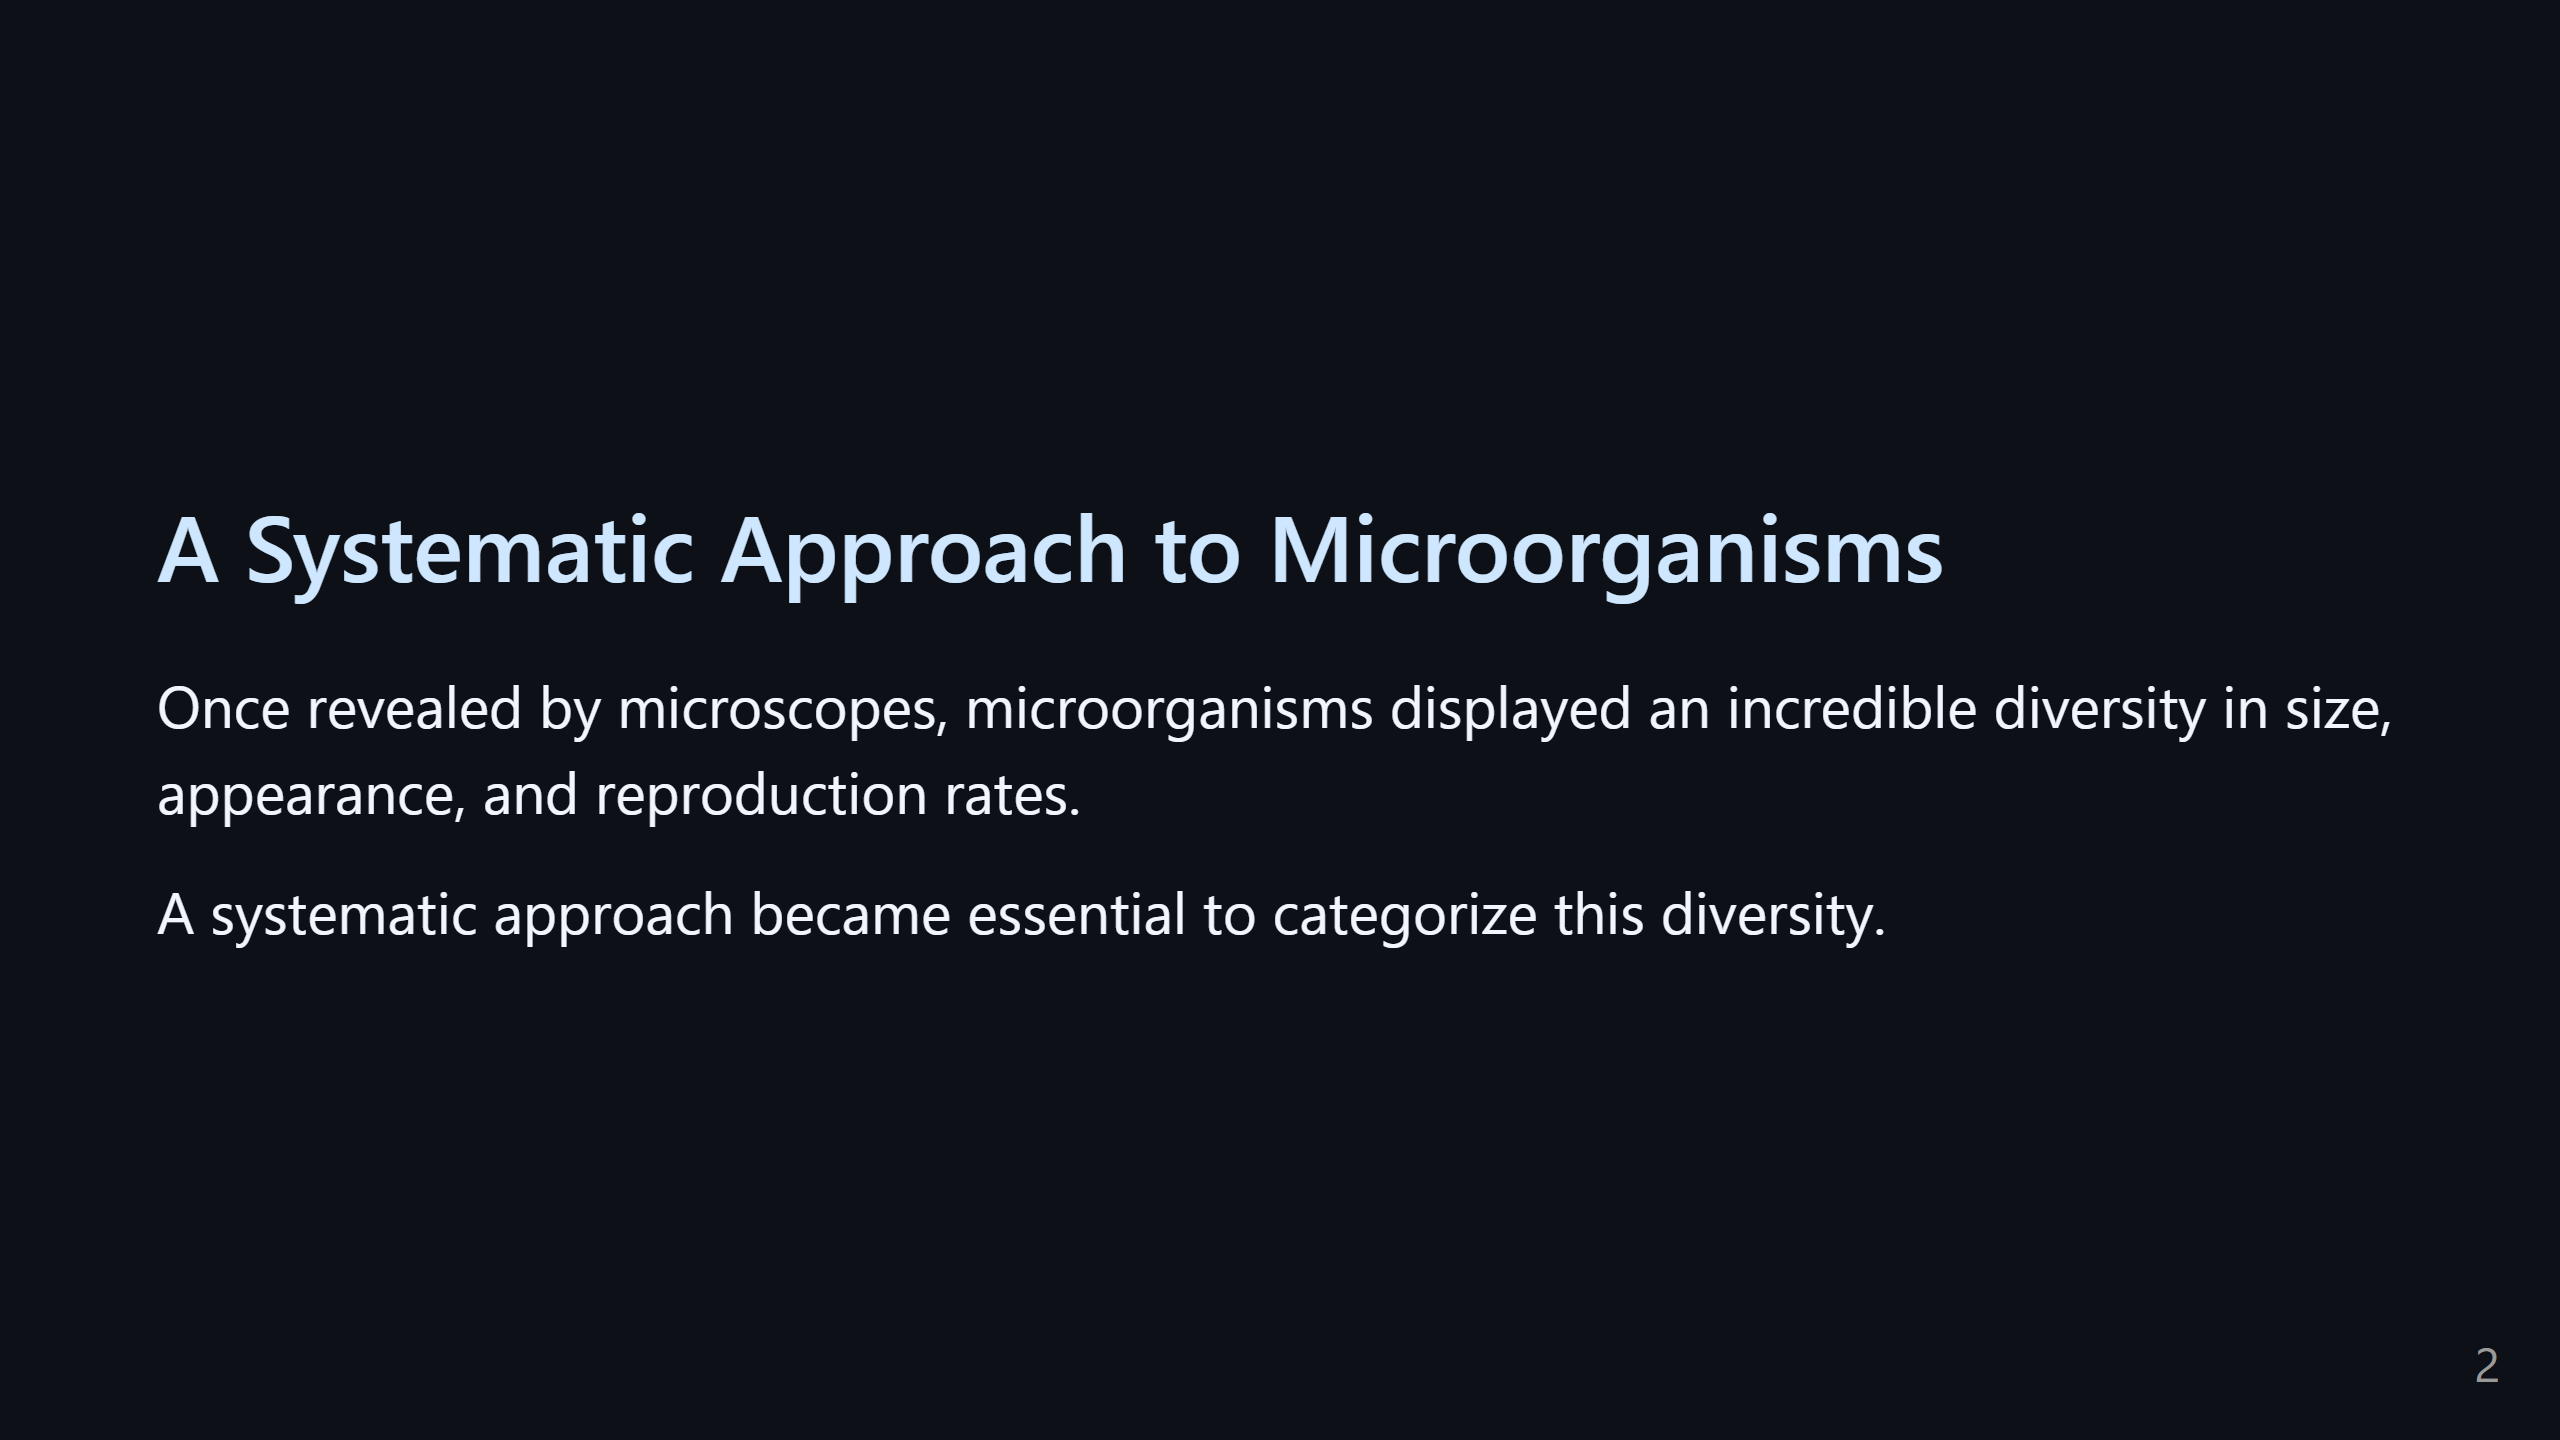 A Systematic Approach to Microorganisms
Once revealed by microscopes, microorganisms displayed an incredible diversity in size,
appearance, and reproduction rates.
A systematic approach became essential to categorize this diversity.
2